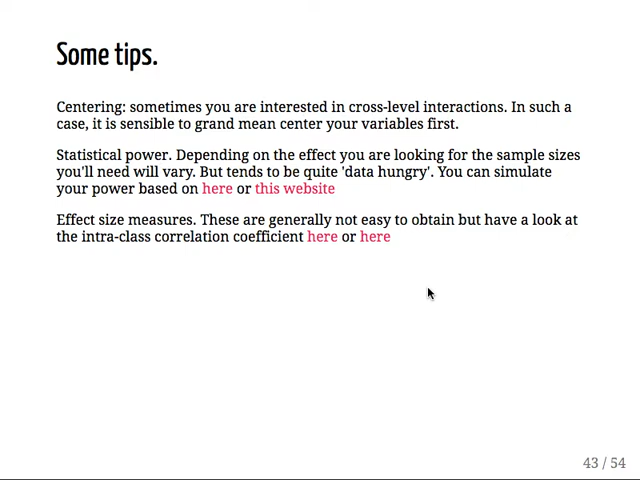 Some tips.
Centering: sometimes you are interested in cross-level interactions. In such a
case, it is sensible to grand mean center your variables first.
Statistical power. Depending on the effect you are looking for the sample sizes
you'll need will vary. But tends to be quite 'data hungry'. You can simulate
your power based on here or this website
Effect size measures. These are generally not easy to obtain but have a look at
the intra-class correlation coefficient here or here
43 / 54